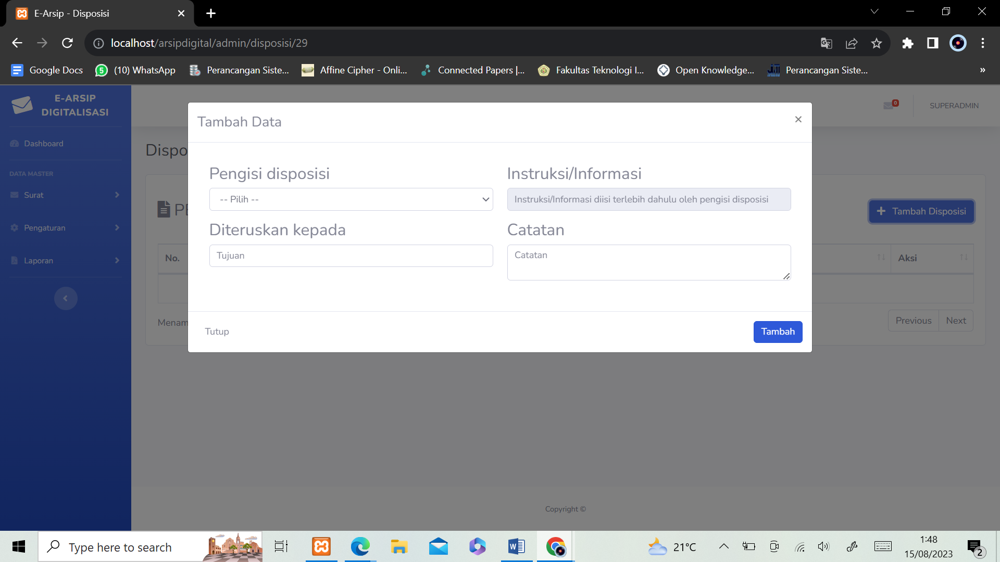 E-Arsip - Disposisi
localhost/arsipdigital/admin/disposisi/29
Google Docs
5
(10) WhatsApp
Perancangan Siste...
Affine Cipher - Onli...
Connected Papers |...
Fakultas Teknologi I...
Open Knowledge...
Perancangan Siste...
»
E-ARSIP
DIGITALISASI
Dashboard
DATA MASTER
Surat
Pengaturan
Laporan
0
SUPERADMIN
Dispo
Tambah Data
×
Pengisi disposisi
-- Pilih --
Instruksi/Informasi
Instruksi/Informasi diisi terlebih dahulu oleh pengisi disposisi
Diteruskan kepada
Tujuan
Catatan
Catatan
Tutup
Tambah
PE
Tambah Disposisi
No.
Aksi
Menam
Previous
Next
Copyright ©
Type here to search
21°C
1:48
15/08/2023
2